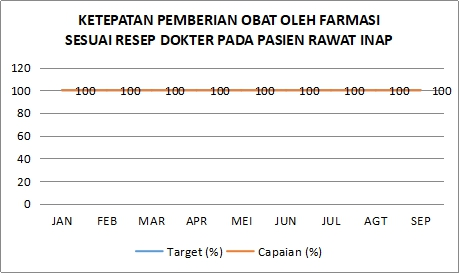 KETEPATAN PEMBERIAN OBAT OLEH FARMASI
SESUAI RESEP DOKTER PADA PASIEN RAWAT INAP
120
100
80
60
40
20
0
100 100 100 100 100 100 100 100 100
JAN FEB MAR APR MEI JUN JUL AGT SEP
Target (%) Capaian (%)